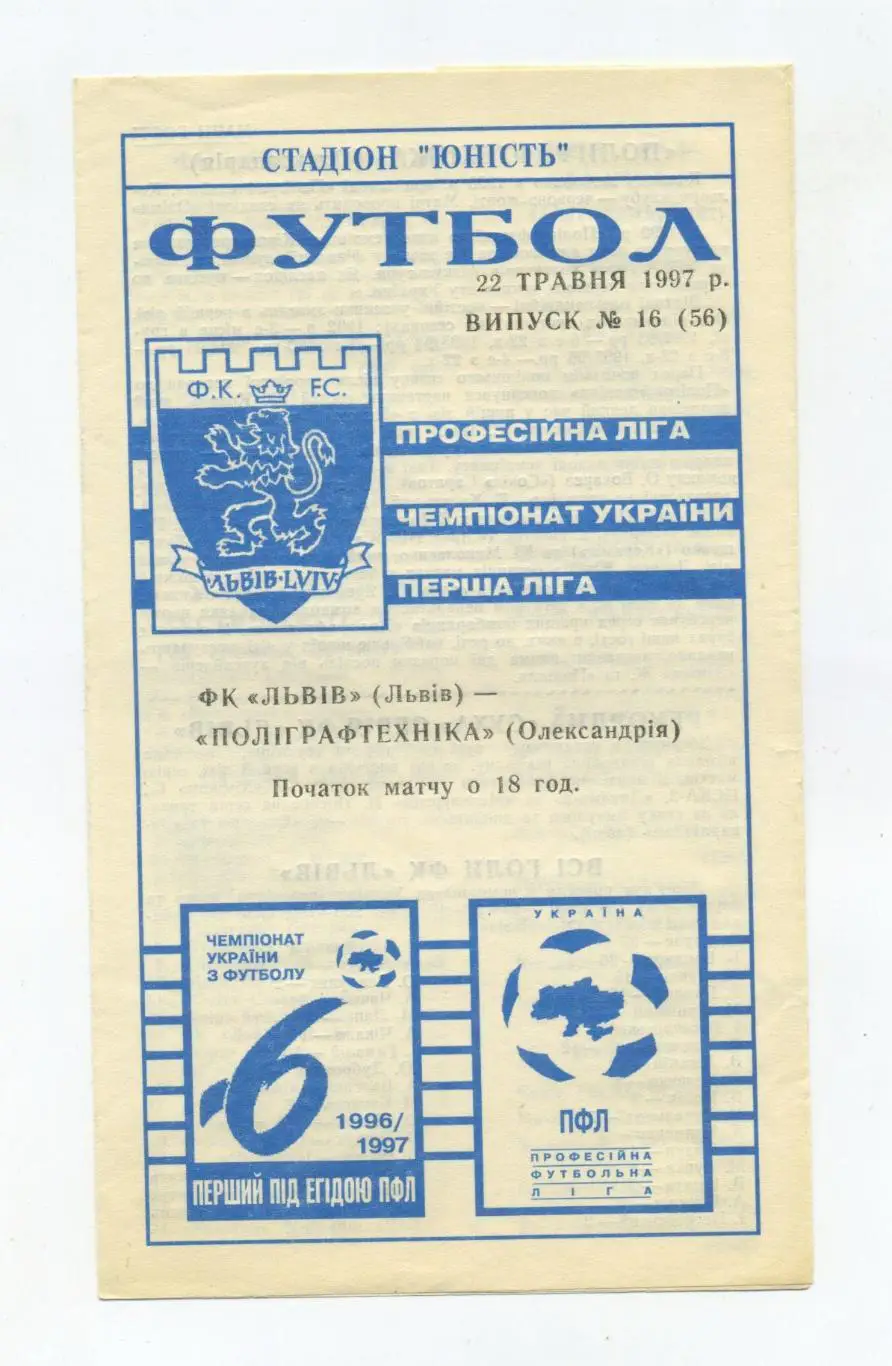 СТАДІОН "ЮНІСТЬ"
ФУТБОЛ
22 ТРАВНЯ 1997 р.
ВИПУСК № 16 (56)
Ф.К. F.C.
ЛЬВІВ·LVIV
ПРОФЕСІЙНА ЛІГА
ЧЕМПІОНАТ УКРАЇНИ
ПЕРША ЛІГА
ФК «ЛЬВІВ» (Львів) —
«ПОЛІГРАФТЕХНІКА» (Олександрія)
Початок матчу о 18 год.
ЧЕМПІОНАТ
УКРАЇНИ
З ФУТБОЛУ
6
1996/
1997
ПЕРШИЙ ПІД ЕГІДОЮ ПФЛ
УКРАЇНА
ПФЛ
ПРОФЕСІЙНА
ФУТБОЛЬНА
ЛІГА